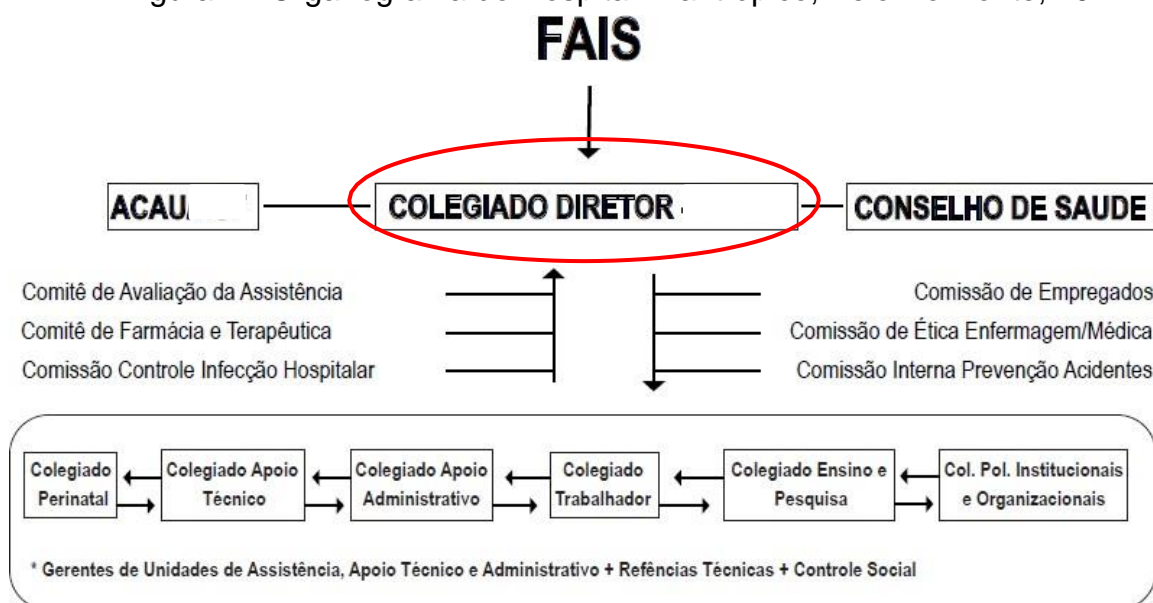 FAIS
ACAU
COLEGIADO DIRETOR
CONSELHO DE SAUDE
Comitê de Avaliação da Assistência
Comitê de Farmácia e Terapêutica
Comissão Controle Infecção Hospitalar
Comissão de Empregados
Comissão de Ética Enfermagem/Médica
Comissão Interna Prevenção Acidentes
Colegiado
Perinatal
Colegiado Apoio
Técnico
Colegiado Apoio
Administrativo
Colegiado
Trabalhador
Colegiado Ensino e
Pesquisa
Col. Pol. Institucionais
e Organizacionais
* Gerentes de Unidades de Assistência, Apoio Técnico e Administrativo + Refências Técnicas + Controle Social